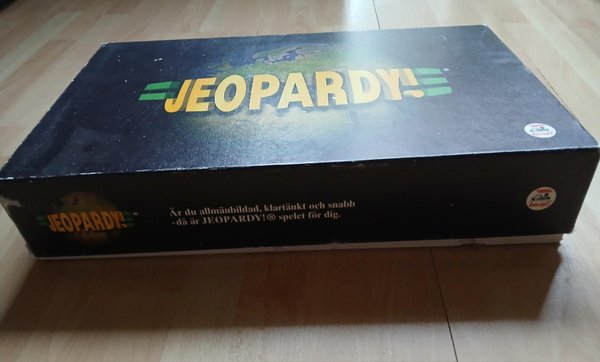 JEOPARDY!®
JEOPARDY!®
Är du allmänbildad, klartänkt och snabb
-då är JEOPARDY!® spelet för dig.